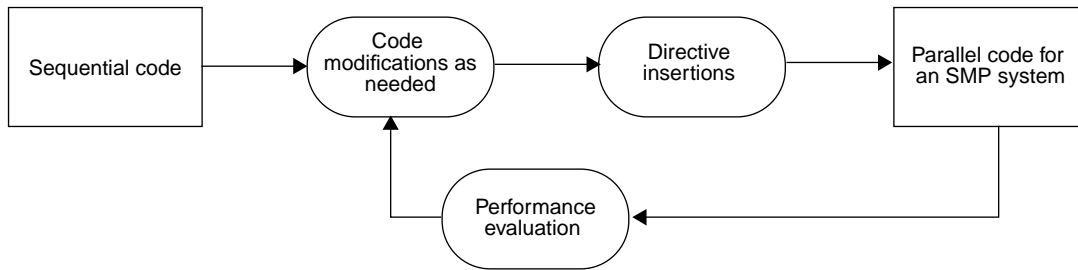 Sequential code
Code
modifications as
needed
Directive
insertions
Parallel code for
an SMP system
Performance
evaluation